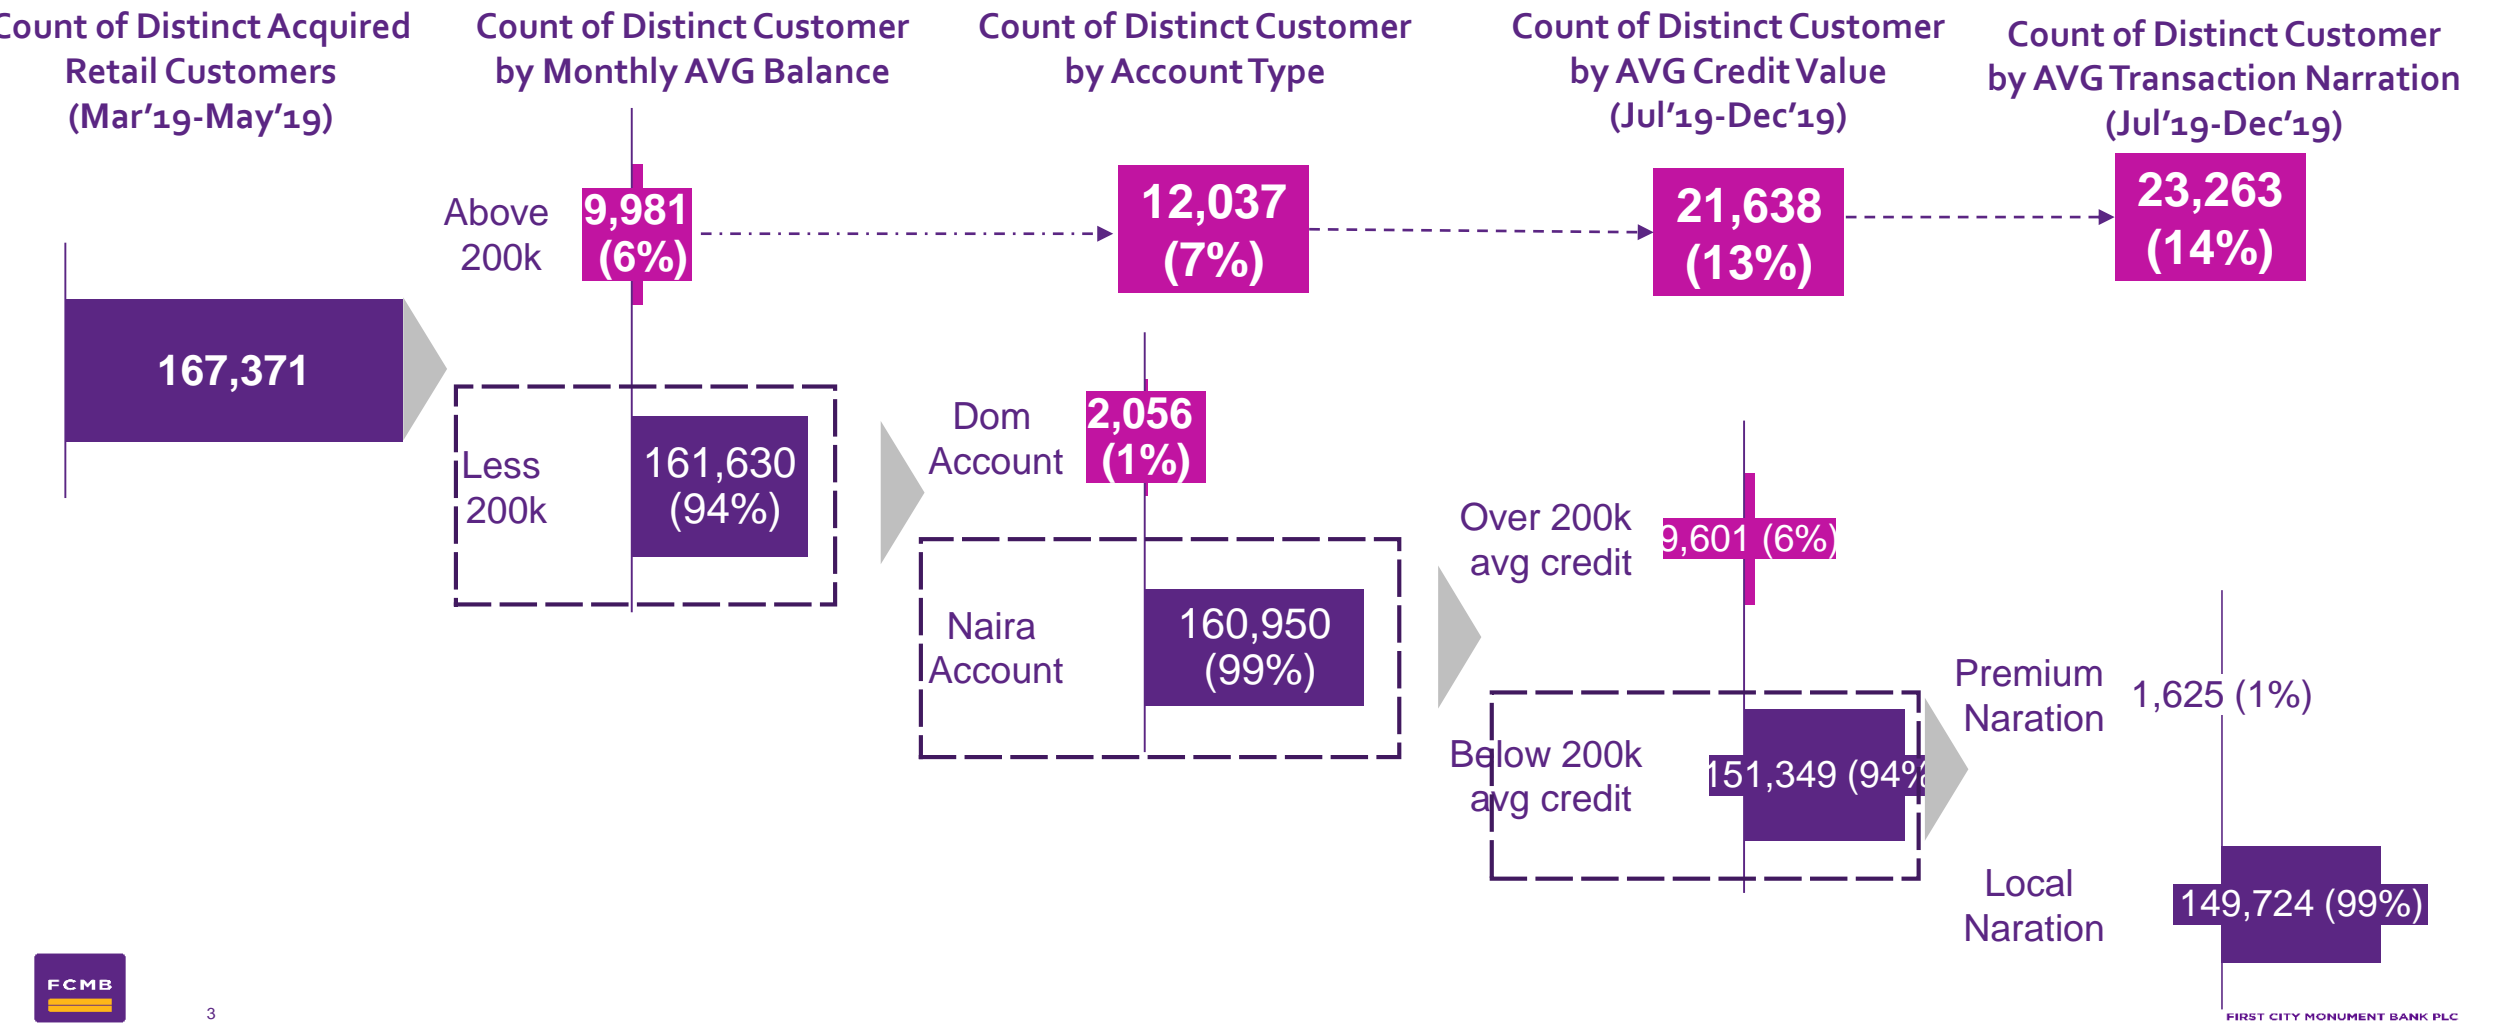 Count of Distinct Acquired
Retail Customers
(Mar'19-May'19)
Count of Distinct Customer
by Monthly AVG Balance
Count of Distinct Customer
by Account Type
Count of Distinct Customer
by AVG Credit Value
(Jul'19-Dec'19)
Count of Distinct Customer
by AVG Transaction Narration
(Jul'19-Dec'19)
167,371
Above
200k
9,981
(6%)
Less
200k
161,630
(94%)
12,037
(7%)
Dom
Account
2,056
(1%)
Naira
Account
160,950
(99%)
21,638
(13%)
Over 200k
avg credit
9,601 (6%)
Below 200k
avg credit
151,349 (94%
23,263
(14%)
Premium
Naration
1,625 (1%)
Local
Naration
149,724 (99%)
FCMB
3
FIRST CITY MONUMENT BANK PLC